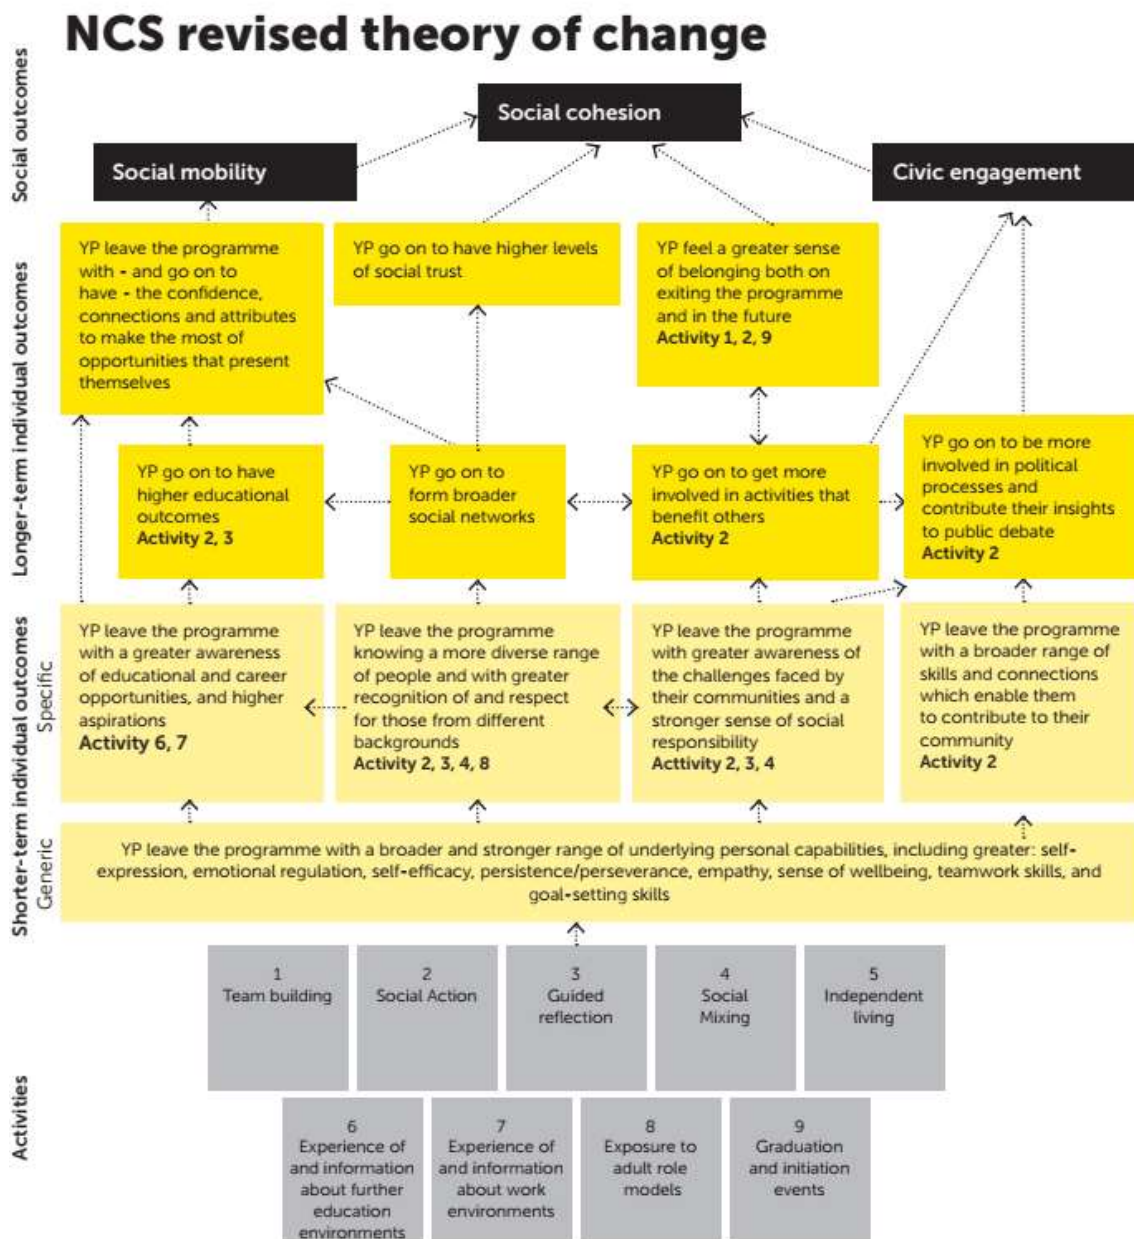 NCS revised theory of change
Social outcomes
Social cohesion
Social mobility
Civic engagement
Longer-term individual outcomes
YP leave the programme
with - and go on to
have - the confidence,
connections and attributes
to make the most of
opportunities that present
themselves
YP go on to have higher levels
of social trust
YP feel a greater sense
of belonging both on
exiting the programme
and in the future
Activity 1, 2, 9
YP go on to have
higher educational
outcomes
Activity 2, 3
YP go on to
form broader
social networks
YP go on to get more
involved in activities that
benefit others
Activity 2
YP go on to be more
involved in political
processes and
contribute their insights
to public debate
Activity 2
Shorter-term individual outcomes
Specific
YP leave the programme
with a greater awareness
of educational and career
opportunities, and higher
aspirations
Activity 6, 7
YP leave the programme
knowing a more diverse range
of people and with greater
recognition of and respect
for those from different
backgrounds
Activity 2, 3, 4, 8
YP leave the programme
with greater awareness of
the challenges faced by
their communities and a
stronger sense of social
responsibility
Acttivity 2, 3, 4
YP leave the programme
with a broader range of
skills and connections
which enable them
to contribute to their
community
Activity 2
Generic
YP leave the programme with a broader and stronger range of underlying personal capabilities, including greater: self-
expression, emotional regulation, self-efficacy, persistence/perseverance, empathy, sense of wellbeing, teamwork skills, and
goal-setting skills
Activities
1
Team building
2
Social Action
3
Guided
reflection
4
Social
Mixing
5
Independent
living
6
Experience of
and information
about further
education
environments
7
Experience of
and information
about work
environments
8
Exposure to
adult role
models
9
Graduation
and initiation
events